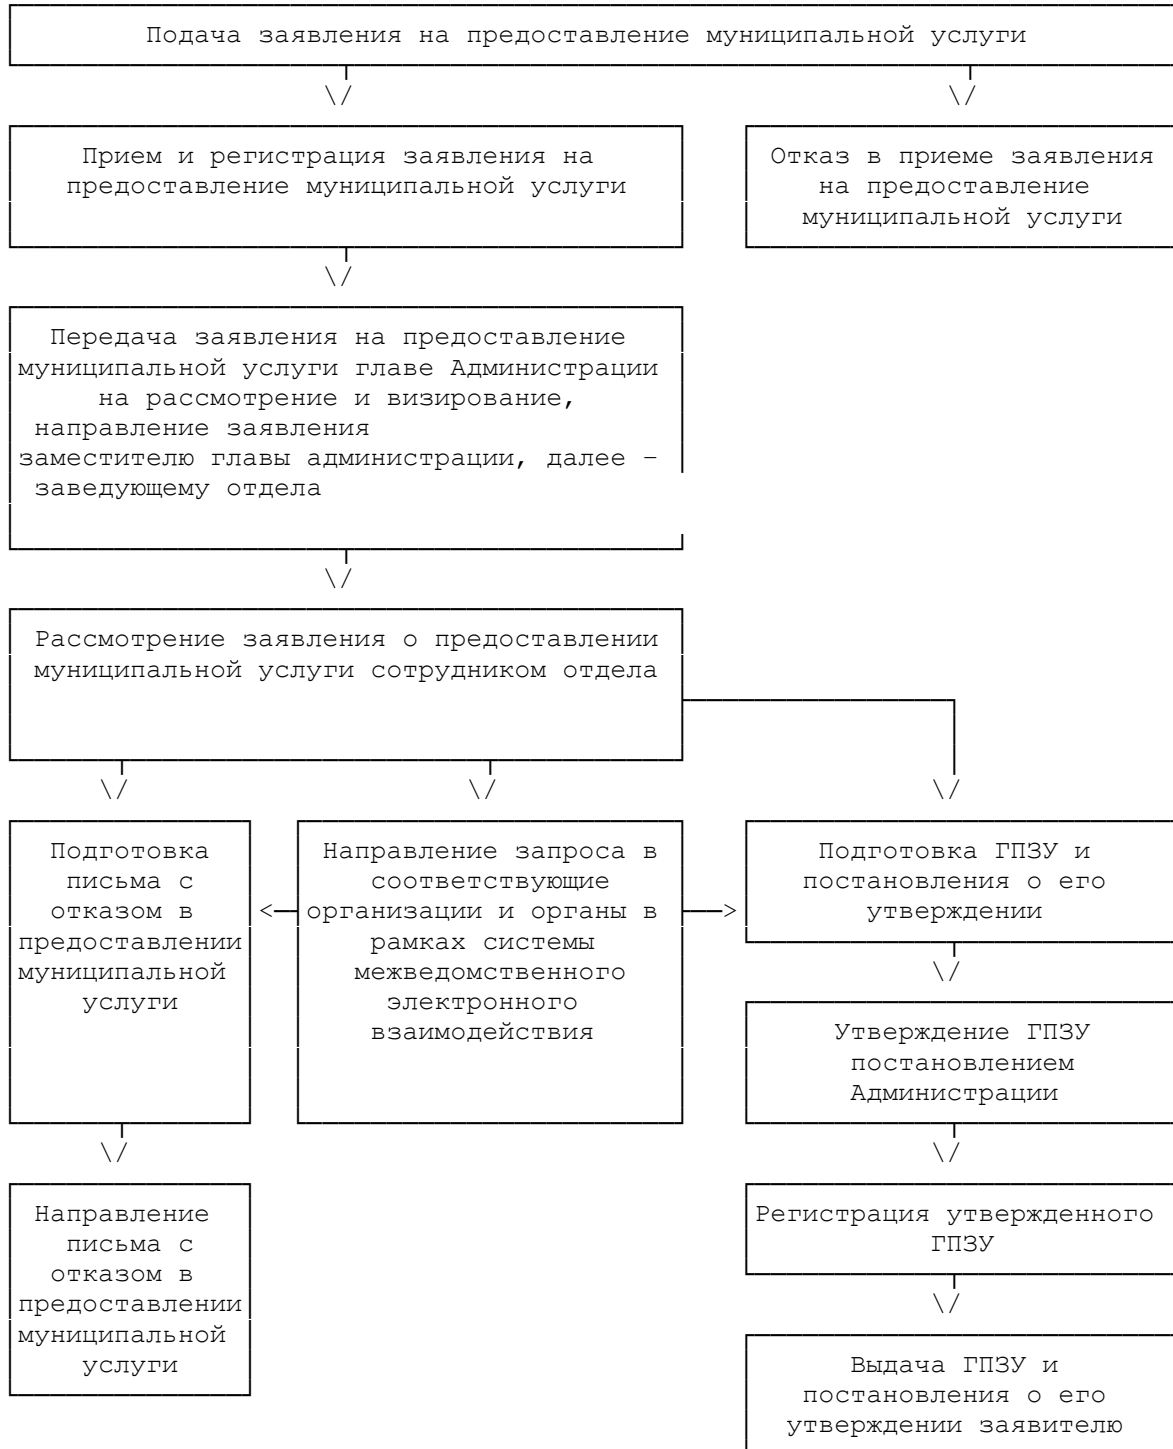 Подача заявления на предоставление муниципальной услуги
\/
\/
Прием и регистрация заявления на
предоставление муниципальной услуги
Отказ в приеме заявления
на предоставление
муниципальной услуги
\/
Передача заявления на предоставление
муниципальной услуги главе Администрации
на рассмотрение и визирование,
направление заявления
заместителю главы администрации, далее –
заведующему отдела
\/
Рассмотрение заявления о предоставлении
муниципальной услуги сотрудником отдела
\/
\/
\/
Подготовка
письма с
отказом в
предоставлении
муниципальной
услуги
<
Направление запроса в
соответствующие
организации и органы в
рамках системы
межведомственного
электронного
взаимодействия
>
Подготовка ГПЗУ и
постановления о его
утверждении
\/
Утверждение ГПЗУ
постановлением
Администрации
\/
\/
Направление
письма с
отказом в
предоставлении
муниципальной
услуги
Регистрация утвержденного
ГПЗУ
\/
Выдача ГПЗУ и
постановления о его
утверждении заявителю